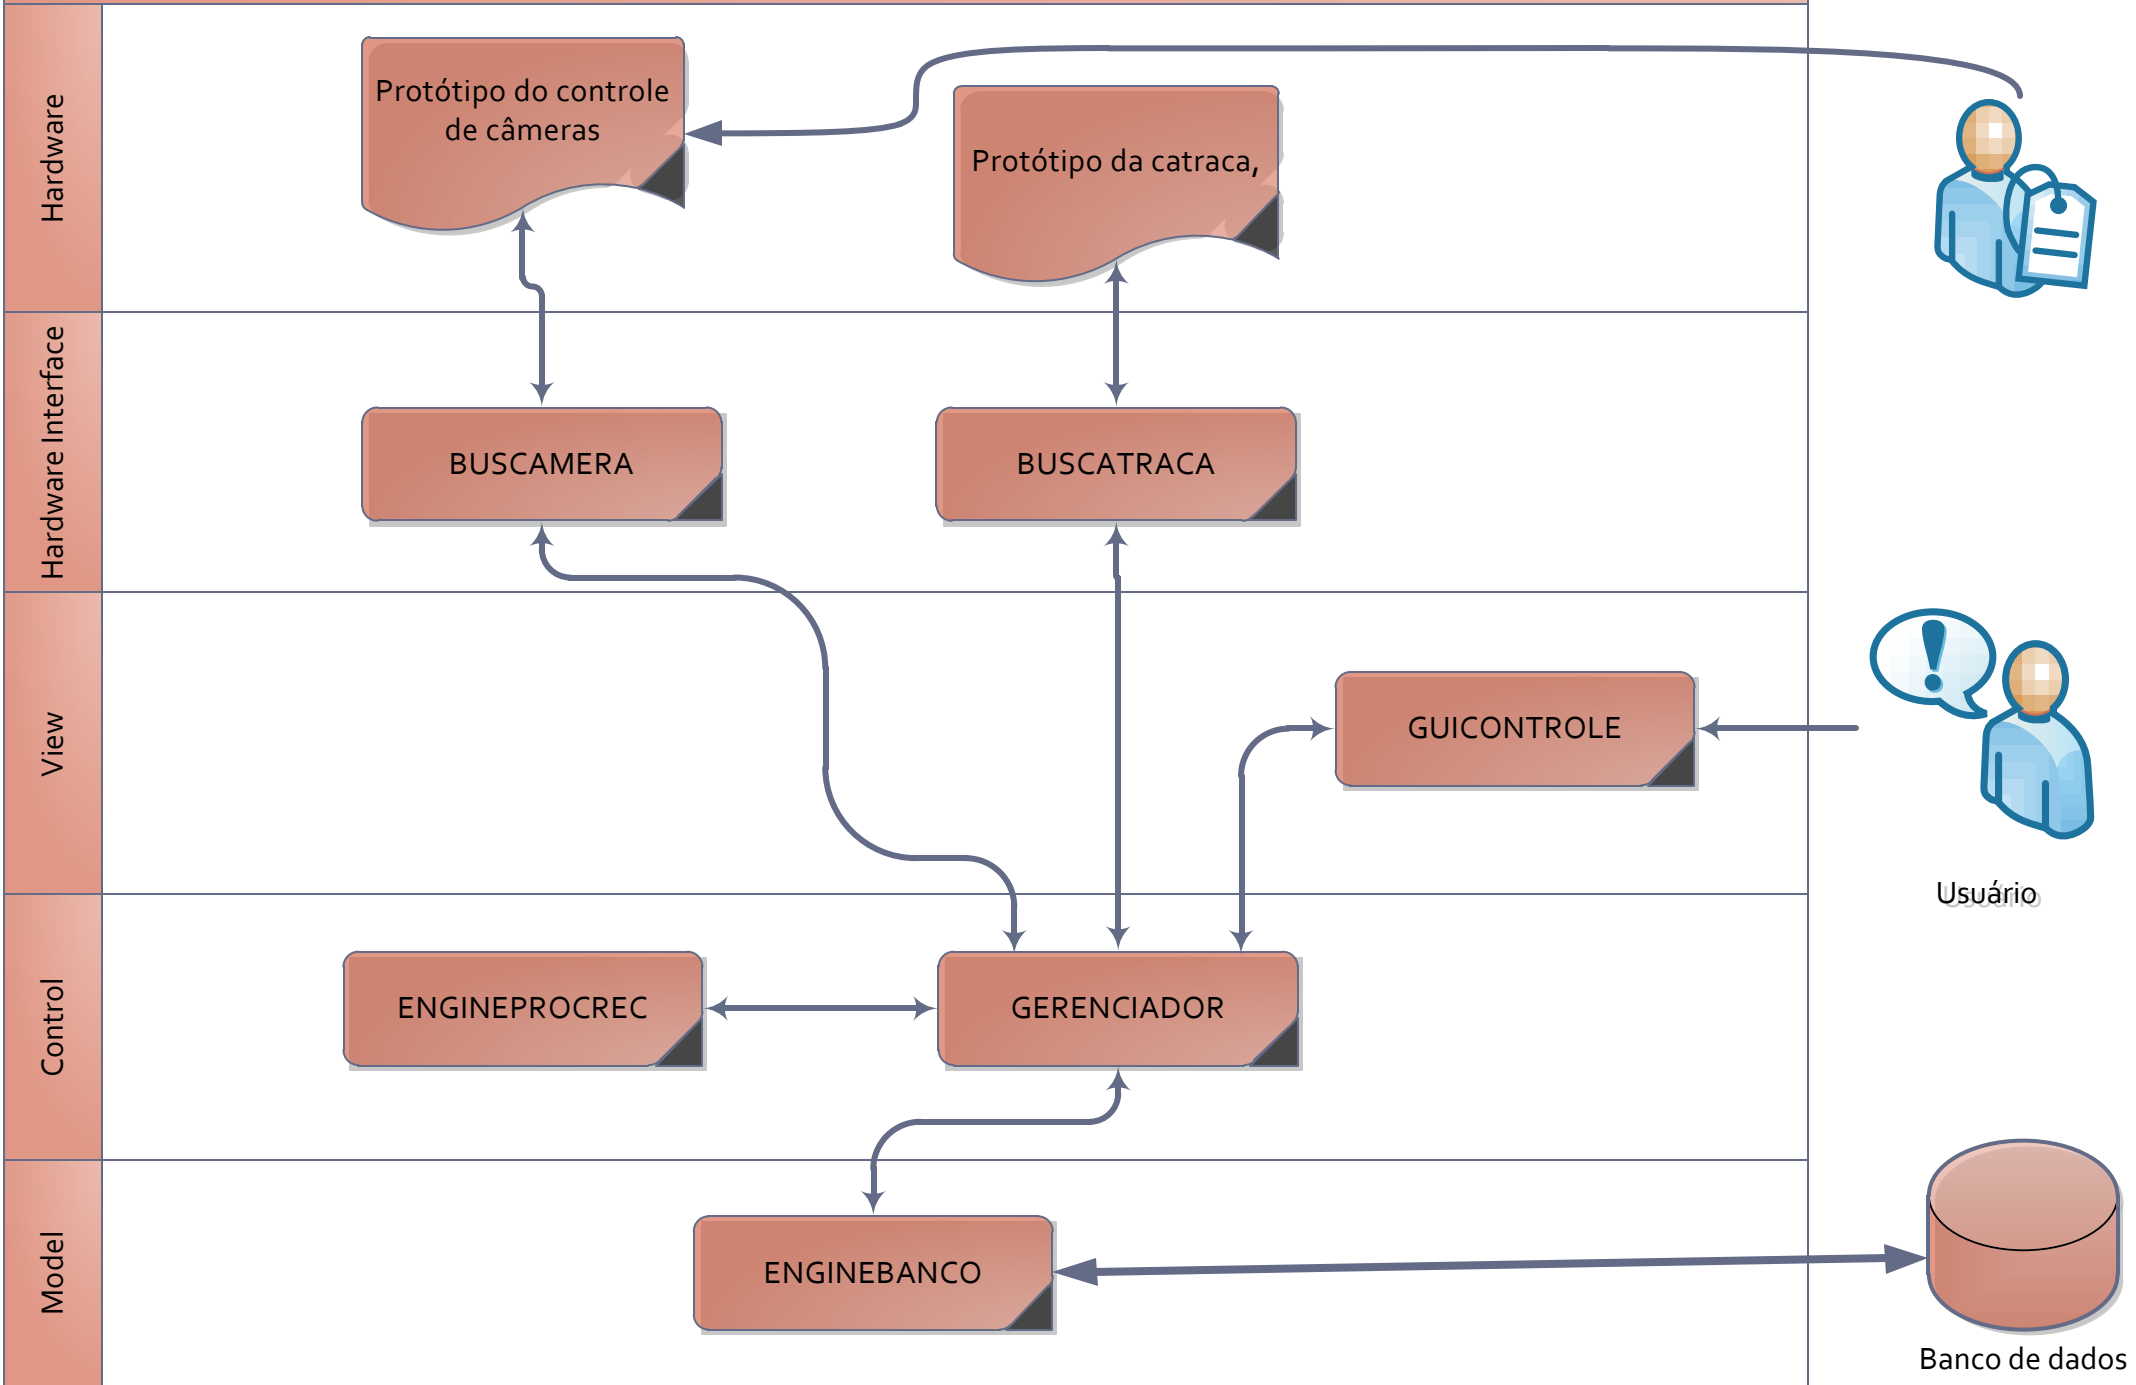 Hardware
Protótipo do controle
de câmeras
Protótipo da catraca,
Hardware Interface
BUSCAMERA
BUSCATRACA
View
GUICONTROLE
Usuário
Control
ENGINEPROCREC
GERENCIADOR
Model
ENGINEBANCO
Banco de dados